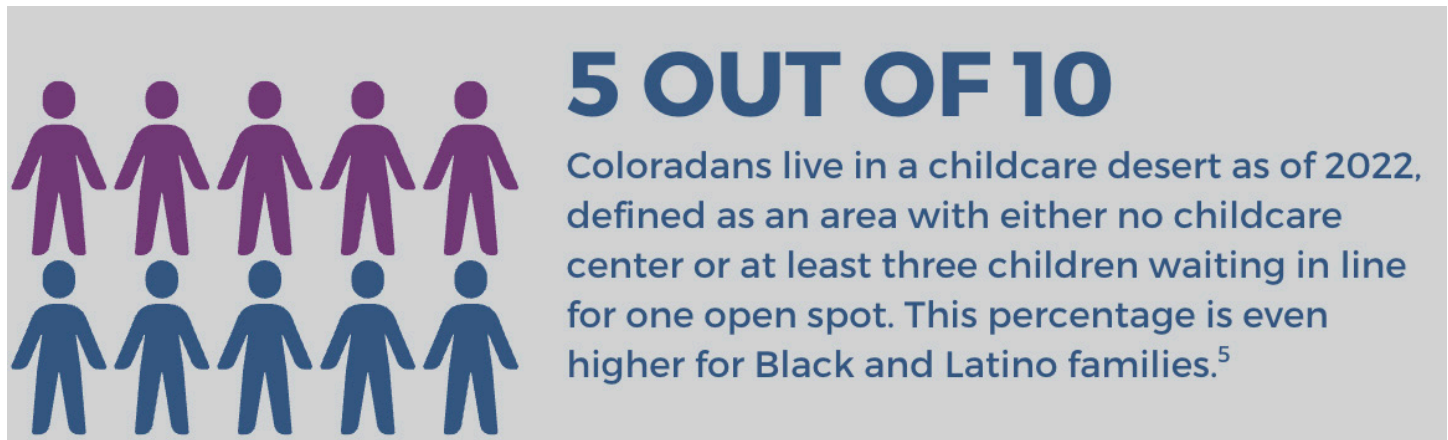 5 OUT OF 10
Coloradans live in a childcare desert as of 2022,
defined as an area with either no childcare
center or at least three children waiting in line
for one open spot. This percentage is even
higher for Black and Latino families.⁵